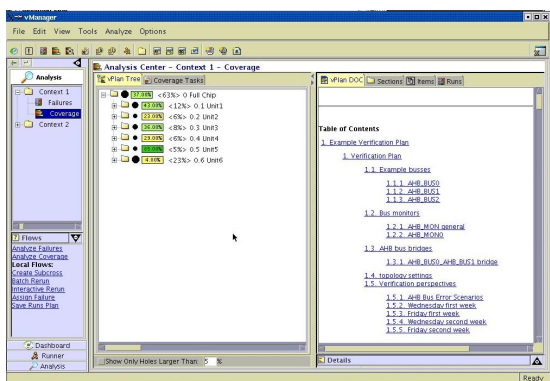 vManager
File Edit View Tools Analyze Options
Analysis
Context 1
Failures
Coverage
Context 2
Flows
Analyze Failures
Analyze Coverage
Local Flows:
Create Subcross
Batch Rerun
Interactive Rerun
Assign Failure
Save Runs Plan
Dashboard
Runner
Analysis
Analysis Center - Context 1 - Coverage
vPlan Tree Coverage Tasks
37.00% <63%> 0 Full Chip
43.00% <12%> 0.1 Unit1
23.00% <6%> 0.2 Unit2
36.00% <8%> 0.3 Unit3
29.00% <6%> 0.4 Unit4
<5%> 0.5 Unit5
4.00% <23%> 0.6 Unit6
Show Only Holes Larger Than: 5 %
vPlan DOC Sections Items Runs
Table of Contents
1. Example Verification Plan
1. Verification Plan
1.1. Example busses
1.1.1. AHB_BUS0
1.1.2. AHB_BUS1
1.1.3. AHB_BUS2
1.2. Bus monitors
1.2.1. AHB_MON general
1.2.2. AHB_MON0
1.3. AHB bus bridges
1.3.1. AHB_BUS0_AHB_BUS1 bridge
1.4. topology settings
1.5. Verification perspectives
1.5.1. AHB Bus Error Scenarios
1.5.2. Wednesday first week
1.5.3. Friday first week
1.5.4. Wednesday second week
1.5.5. Friday second week
Details
Ready